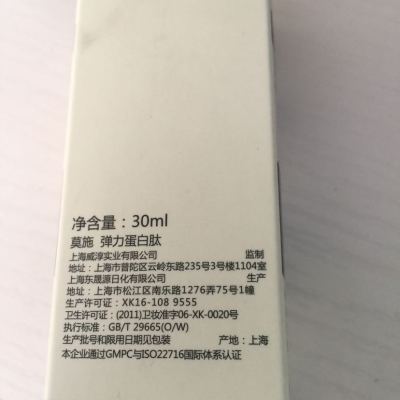 净含量：30ml
莫施 弹力蛋白肽
上海威淳实业有限公司 监制
地址：上海市普陀区云岭东路235号3号楼1104室
上海东晟源日化有限公司
地址：上海市松江区南乐路1276弄75号1幢
生产许可证：XK16-108 9555
卫生许可证：(2011)卫妆准字06-XK-0020号
执行标准：GB/T 29665(O/W)
生产批号和限用日期见包装 产地：上海
本企业通过GMPC与ISO22716国际体系认证